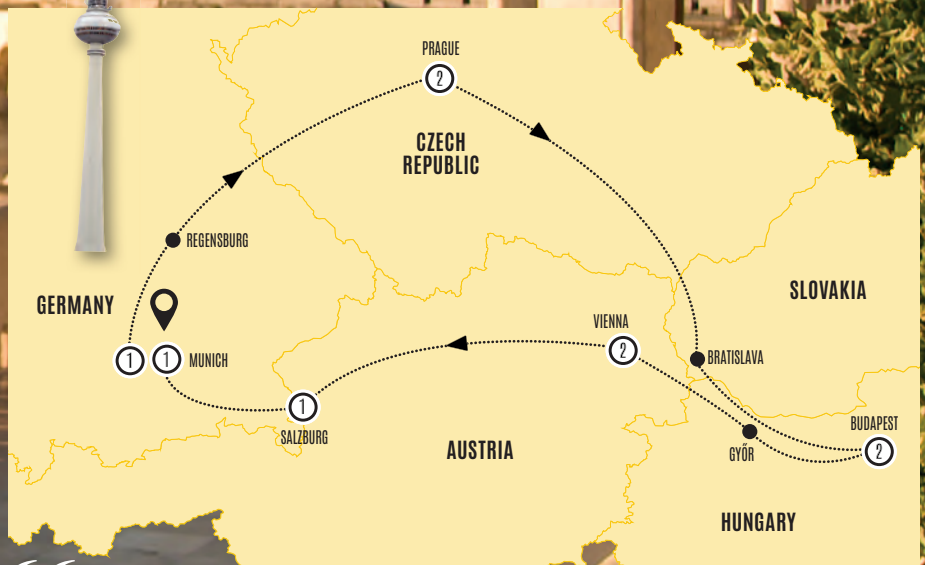 PRAGUE
2
CZECH
REPUBLIC
REGENSBURG
GERMANY
SLOVAKIA
VIENNA
2
1
1
MUNICH
BRATISLAVA
1
SALZBURG
BUDAPEST
2
GYŐR
AUSTRIA
HUNGARY